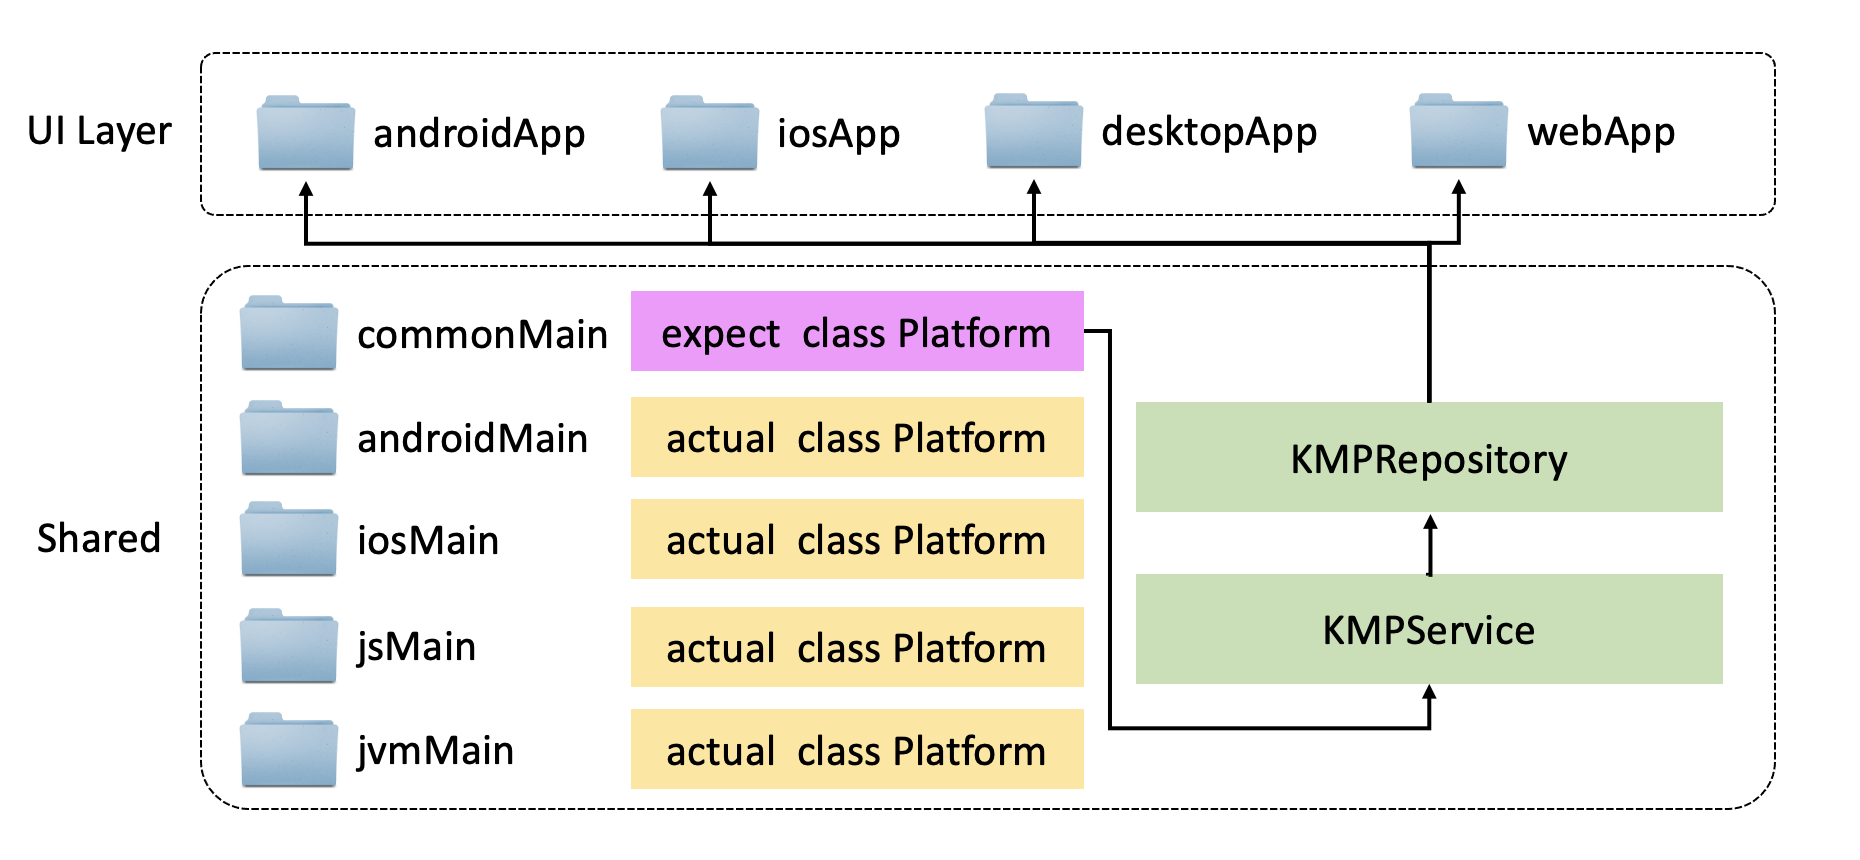 UI Layer
androidApp
iosApp
desktopApp
webApp
Shared
commonMain
expect class Platform
androidMain
actual class Platform
iosMain
actual class Platform
jsMain
actual class Platform
jvmMain
actual class Platform
KMPRepository
KMPService